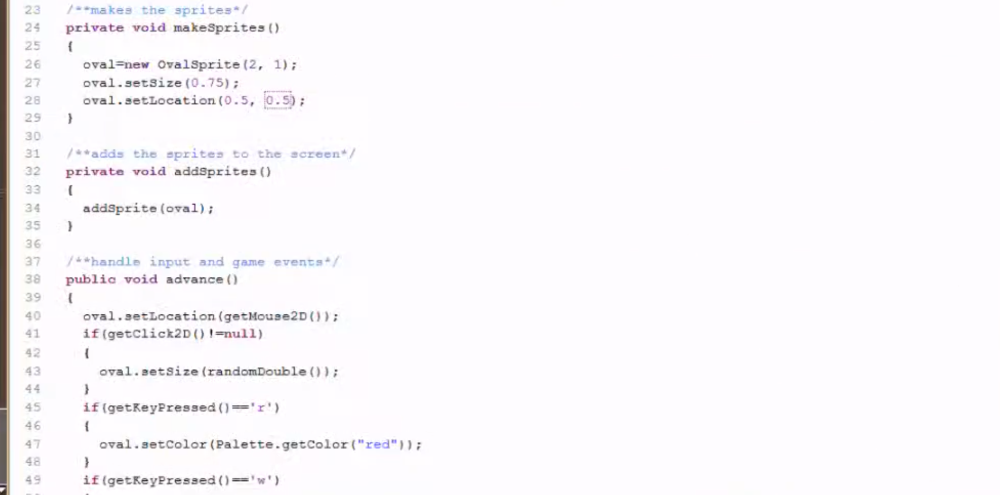 23 /**makes the sprites*/
24 private void makeSprites()
25 {
26 oval=new OvalSprite(2, 1);
27 oval.setSize(0.75);
28 oval.setLocation(0.5, 0.5);
29 }
30
31 /**adds the sprites to the screen*/
32 private void addSprites()
33 {
34 addSprite(oval);
35 }
36
37 /**handle input and game events*/
38 public void advance()
39 {
40 oval.setLocation(getMouse2D());
41 if(getClick2D()!=null)
42 {
43 oval.setSize(randomDouble());
44 }
45 if(getKeyPressed()=='r')
46 {
47 oval.setColor(Palette.getColor("red"));
48 }
49 if(getKeyPressed()=='w')